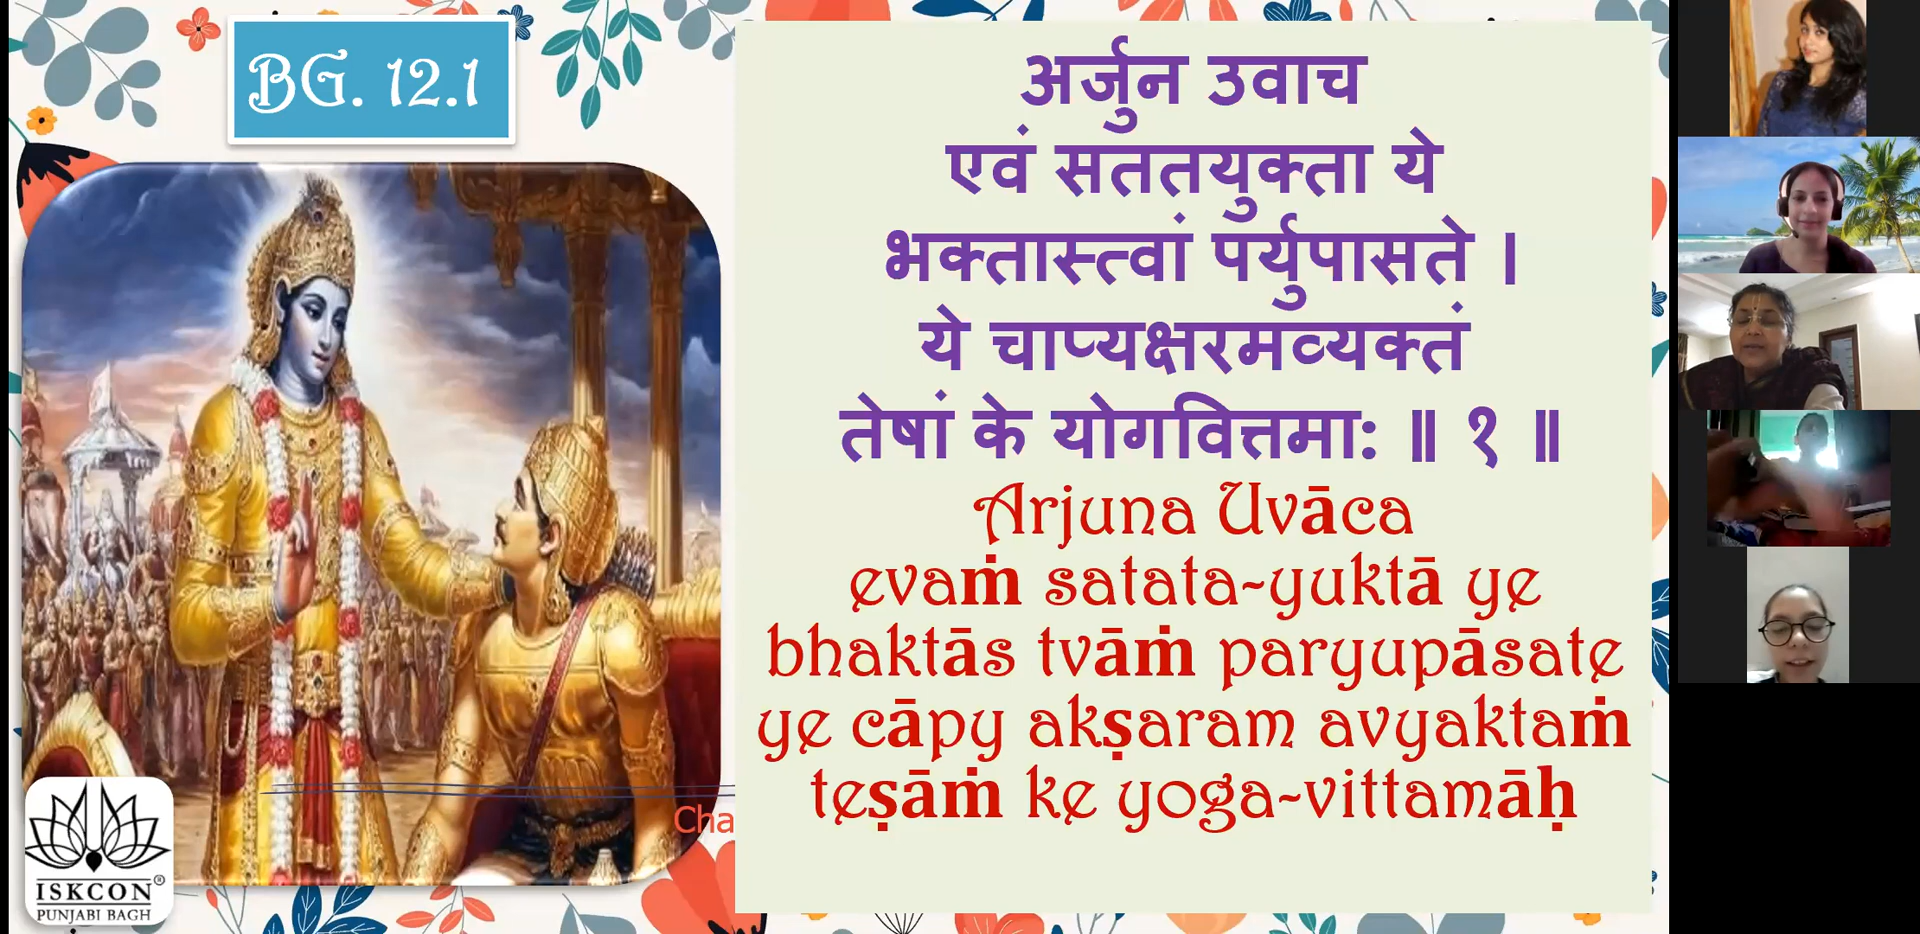 BG. 12.1
अर्जुन उवाच
एवं सततयुक्ता ये
भक्तास्त्वां पर्युपासते ।
ये चाप्यक्षरमव्यक्तं
तेषां के योगवित्तमाः ॥ १ ॥
Arjuna Uvāca
evaṁ satata-yuktā ye
bhaktās tvāṁ paryupāsate
ye cāpy akṣaram avyaktaṁ
teṣāṁ ke yoga-vittamāḥ
Cha
ISKCON®
PUNJABI BAGH